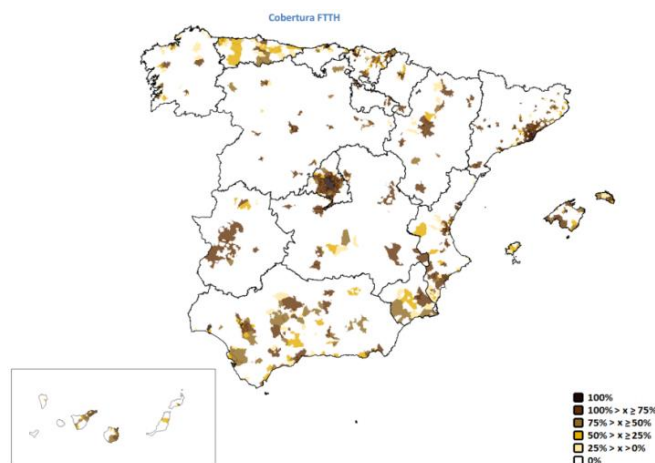 Cobertura FTTH
100%
100% > x ≥ 75%
75% > x ≥ 50%
50% > x ≥ 25%
25% > x > 0%
0%